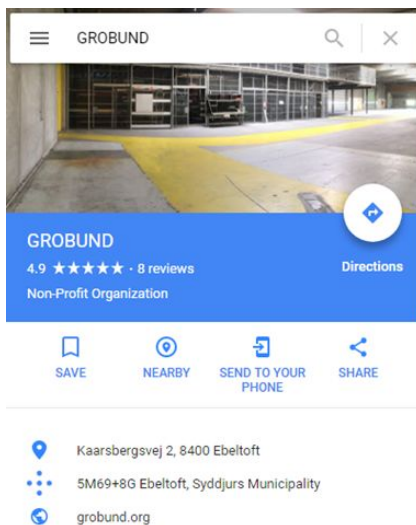 GROBUND
GROBUND
4.9 ★★★★★ · 8 reviews
Directions
Non-Profit Organization
SAVE
NEARBY
SEND TO YOUR
PHONE
SHARE
Kaarsbergsvej 2, 8400 Ebeltoft
5M69+8G Ebeltoft, Syddjurs Municipality
grobund.org